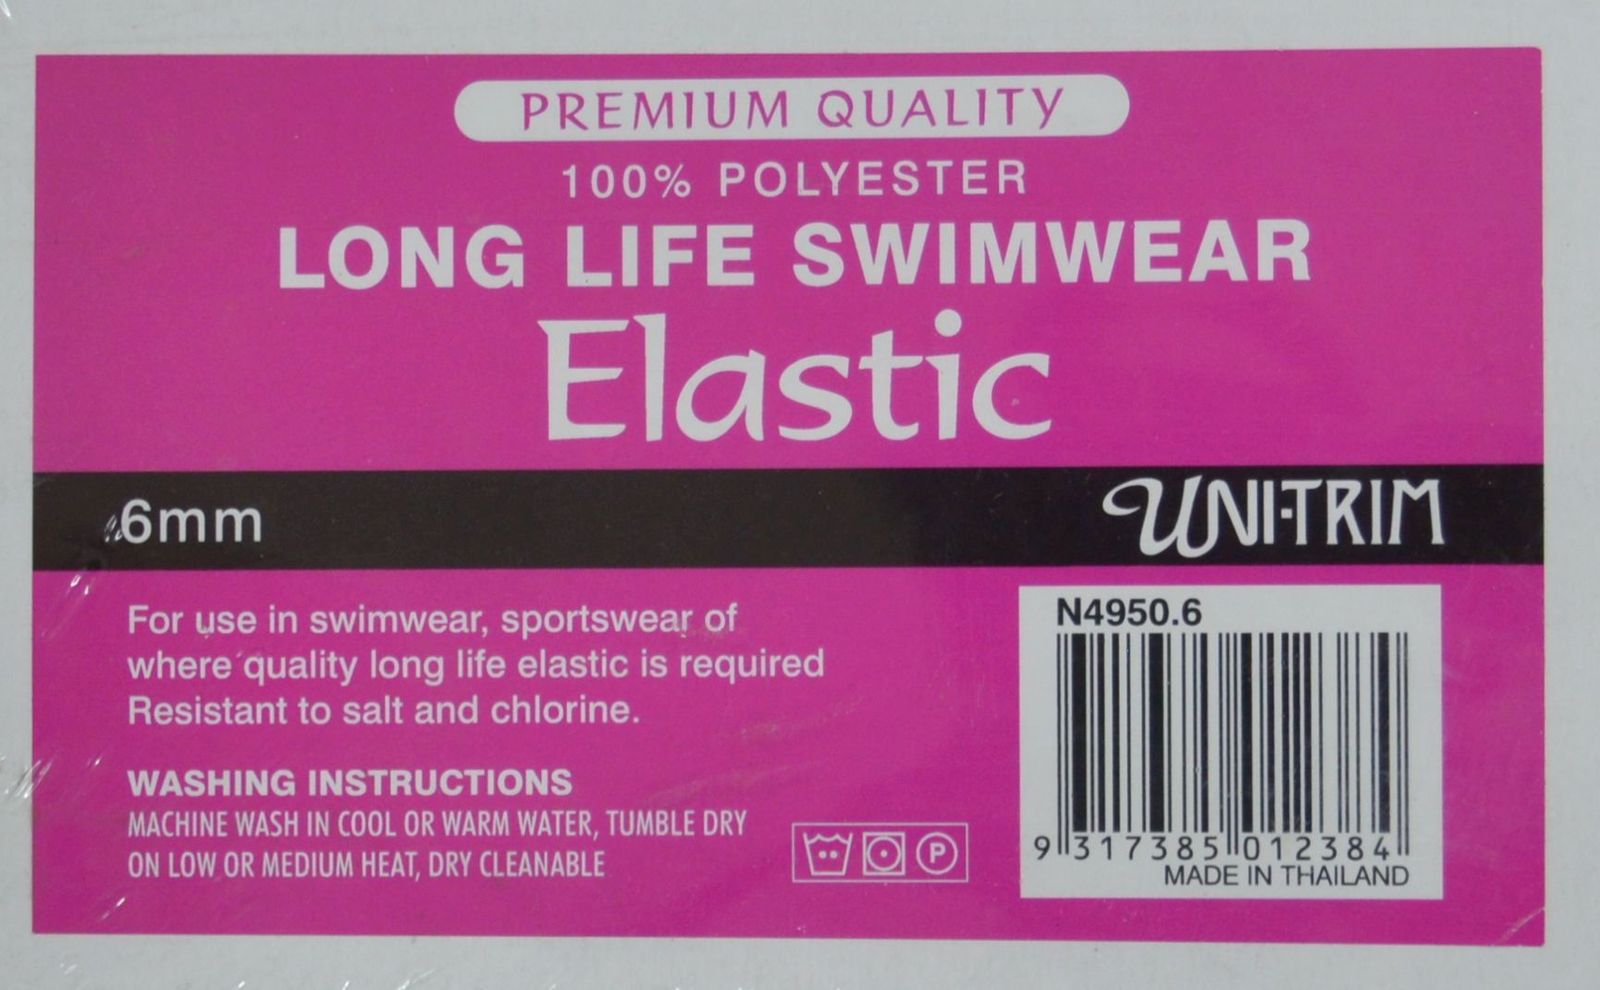 PREMIUM QUALITY
100% POLYESTER
LONG LIFE SWIMWEAR
Elastic
6mm
UNI-TRIM
For use in swimwear, sportswear of
where quality long life elastic is required
Resistant to salt and chlorine.
WASHING INSTRUCTIONS
MACHINE WASH IN COOL OR WARM WATER, TUMBLE DRY
ON LOW OR MEDIUM HEAT, DRY CLEANABLE
P
N4950.6
9 317385 012384
MADE IN THAILAND